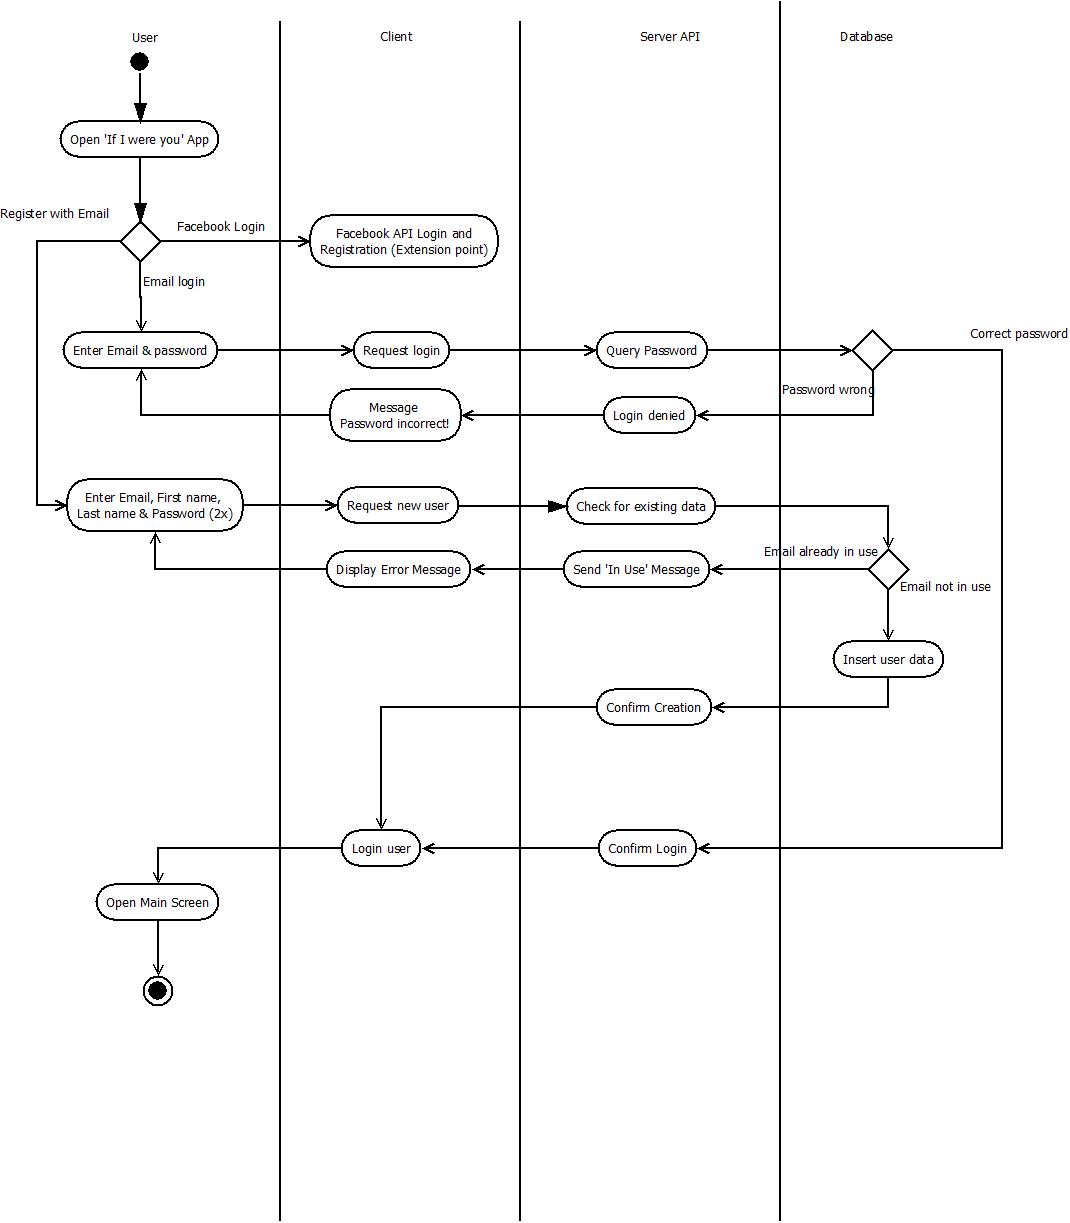 User
Client
Server API
Database
Open 'If I were you' App
Register with Email
Facebook Login
Facebook API Login and
Registration (Extension point)
Email login
Enter Email & password
Request login
Query Password
Correct password
Password wrong
Message
Password incorrect!
Login denied
Enter Email, First name,
Last name & Password (2x)
Request new user
Check for existing data
Email already in use
Display Error Message
Send 'In Use' Message
Email not in use
Insert user data
Confirm Creation
Login user
Confirm Login
Open Main Screen